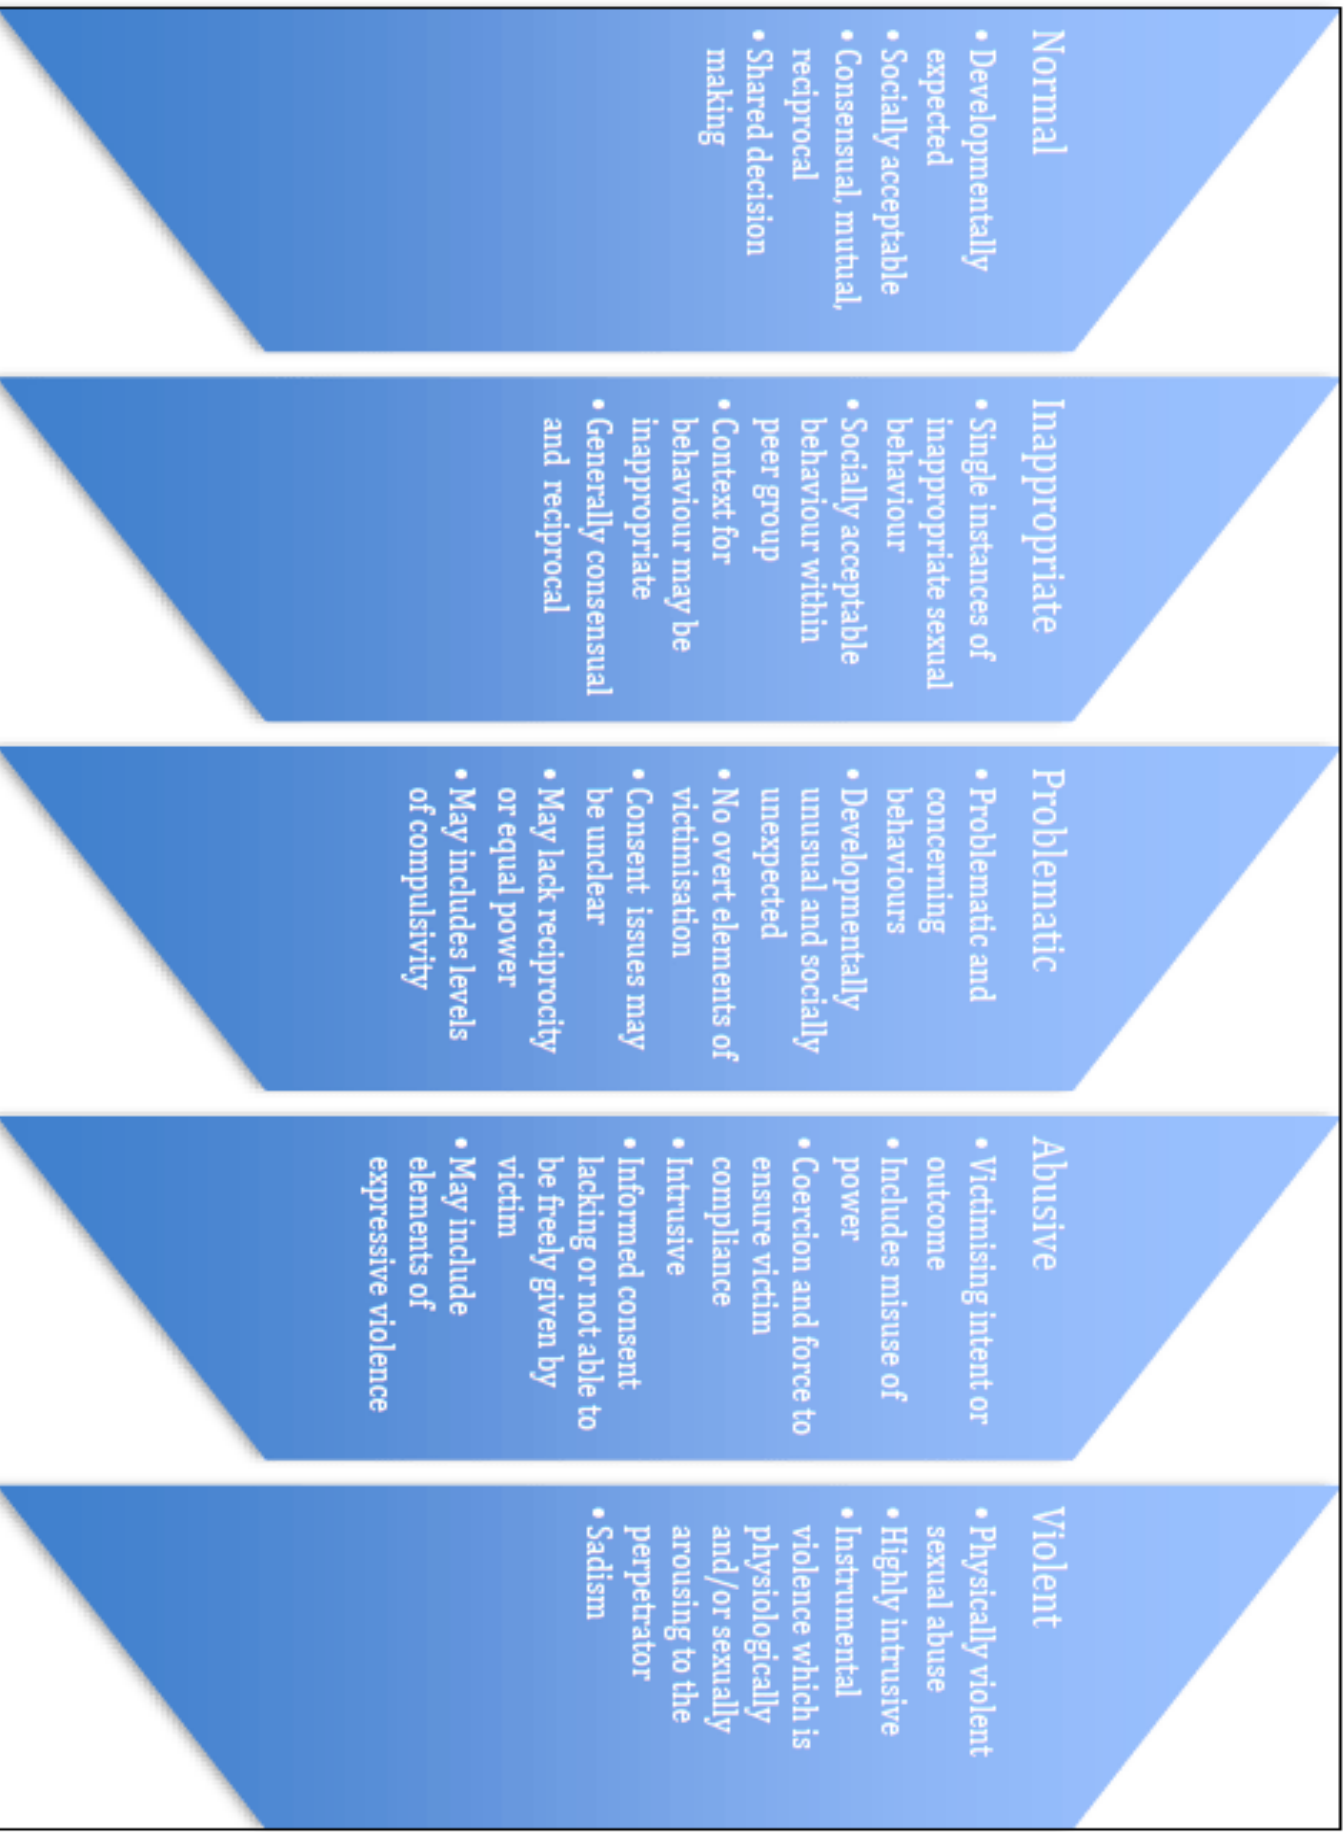 Normal
• Developmentally
expected
• Socially acceptable
• Consensual, mutual,
reciprocal
• Shared decision
making
Inappropriate
• Single instances of
inappropriate sexual
behaviour
• Socially acceptable
behaviour within
peer group
• Context for
behaviour may be
inappropriate
• Generally consensual
and reciprocal
Problematic
• Problematic and
concerning
behaviours
• Developmentally
unusual and socially
unexpected
• No overt elements of
victimisation
• Consent issues may
be unclear
• May lack reciprocity
or equal power
• May includes levels
of compulsivity
Abusive
• Victimising intent or
outcome
• Includes misuse of
power
• Coercion and force to
ensure victim
compliance
• Intrusive
• Informed consent
lacking or not able to
be freely given by
victim
• May include
elements of
expressive violence
Violent
• Physically violent
sexual abuse
• Highly intrusive
• Instrumental
violence which is
physiologically
and/or sexually
arousing to the
perpetrator
• Sadism